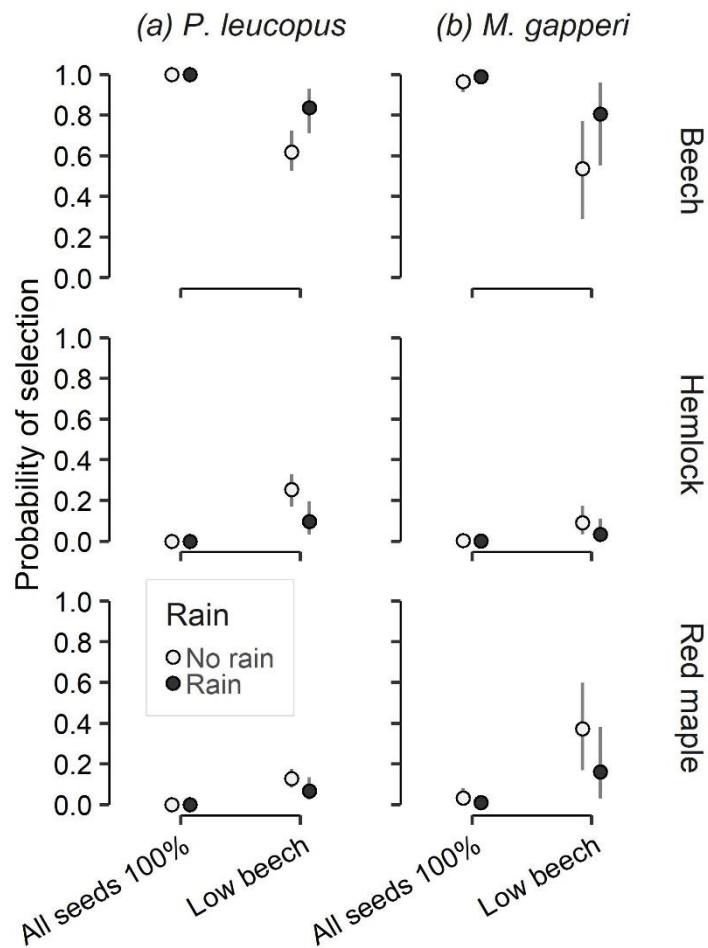 (a) P. leucopus
(b) M. gapperi
Probability of selection
1.0
0.8
0.6
0.4
0.2
0.0
Beech
1.0
0.8
0.6
0.4
0.2
0.0
Hemlock
1.0
0.8
0.6
0.4
0.2
0.0
Red maple
Rain
No rain
Rain
All seeds 100%
Low beech
All seeds 100%
Low beech